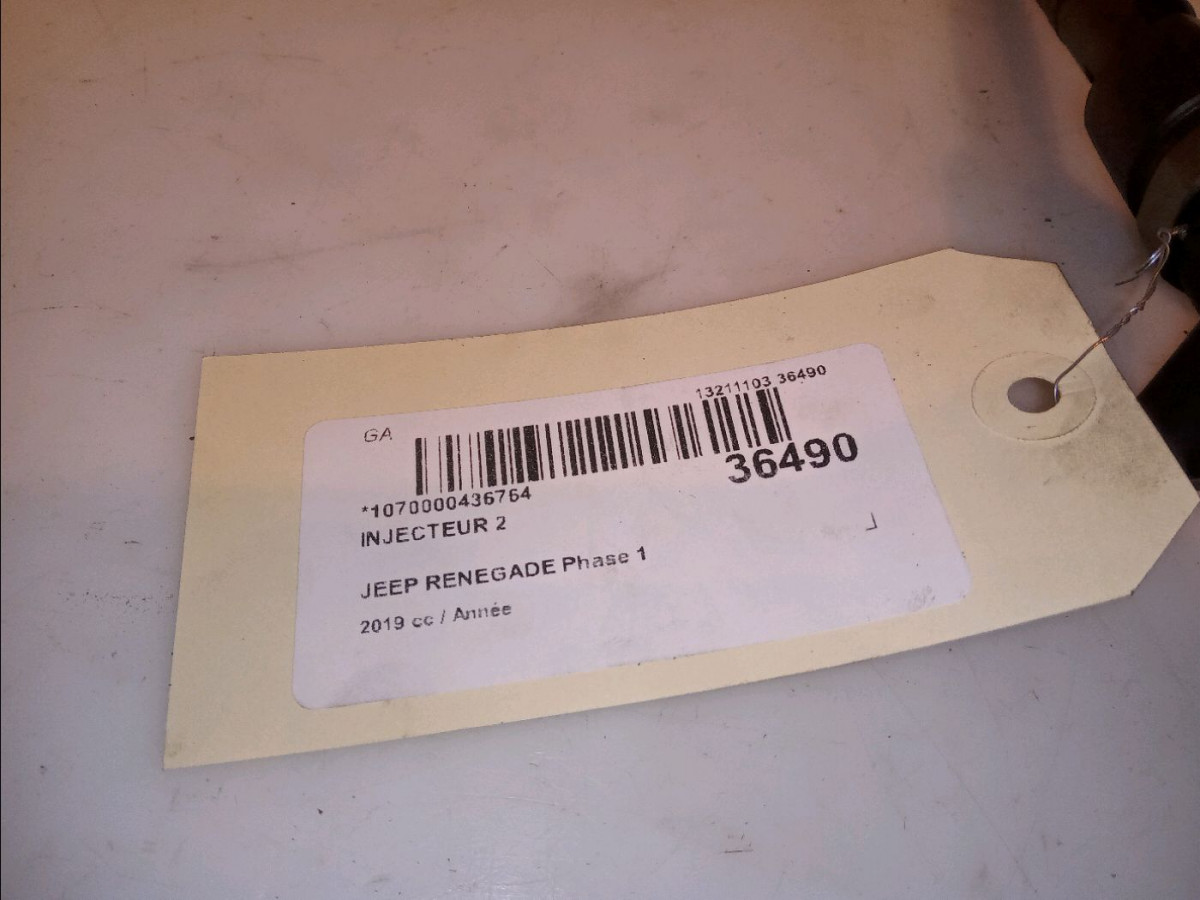 13211103 36490
GA
36490
*1070000436764
INJECTEUR 2
JEEP RENEGADE Phase 1
2019 cc / Année